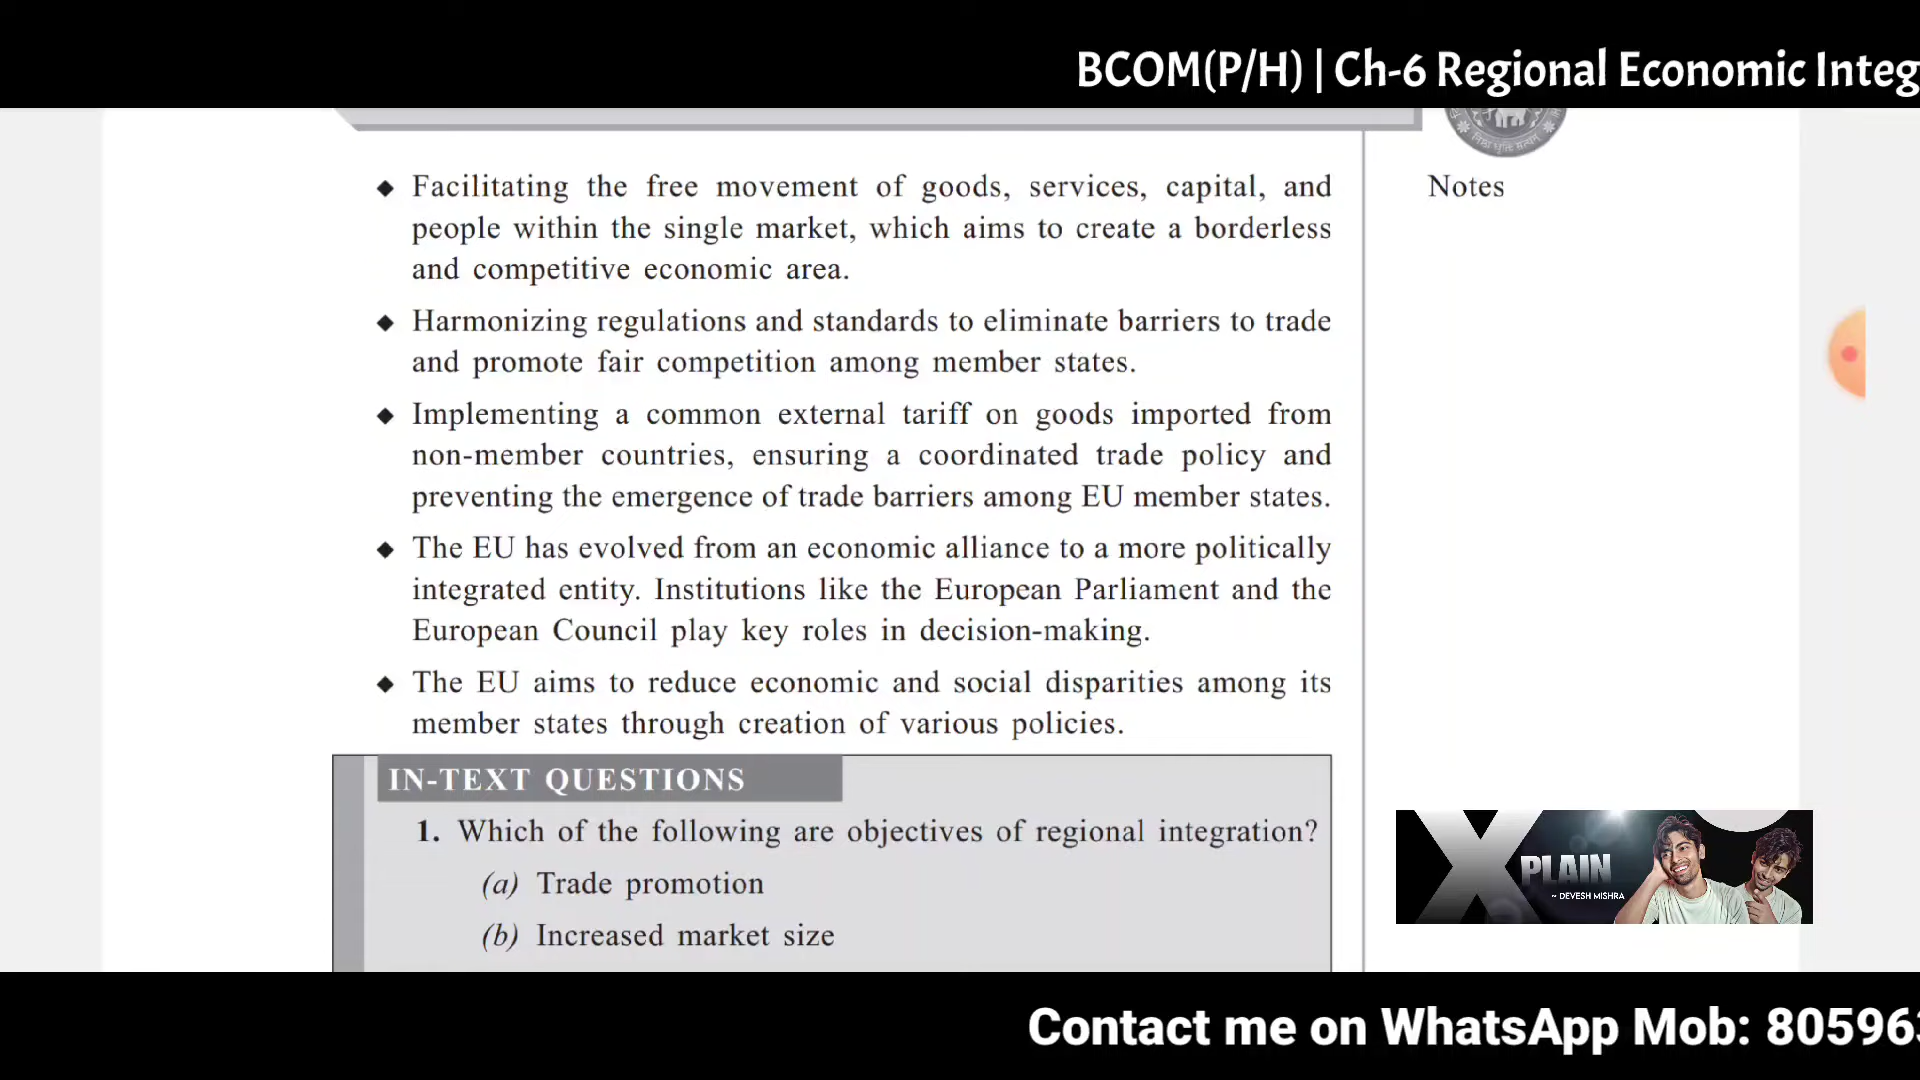 BCOM(P/H) | Ch-6 Regional Economic Integ
◆ Facilitating the free movement of goods, services, capital, and
people within the single market, which aims to create a borderless
and competitive economic area.
◆ Harmonizing regulations and standards to eliminate barriers to trade
and promote fair competition among member states.
◆ Implementing a common external tariff on goods imported from
non-member countries, ensuring a coordinated trade policy and
preventing the emergence of trade barriers among EU member states.
◆ The EU has evolved from an economic alliance to a more politically
integrated entity. Institutions like the European Parliament and the
European Council play key roles in decision-making.
◆ The EU aims to reduce economic and social disparities among its
member states through creation of various policies.
Notes
IN-TEXT QUESTIONS
1. Which of the following are objectives of regional integration?
(a) Trade promotion
(b) Increased market size
X PLAIN
~ DEVESH MISHRA
Contact me on WhatsApp Mob: 80596